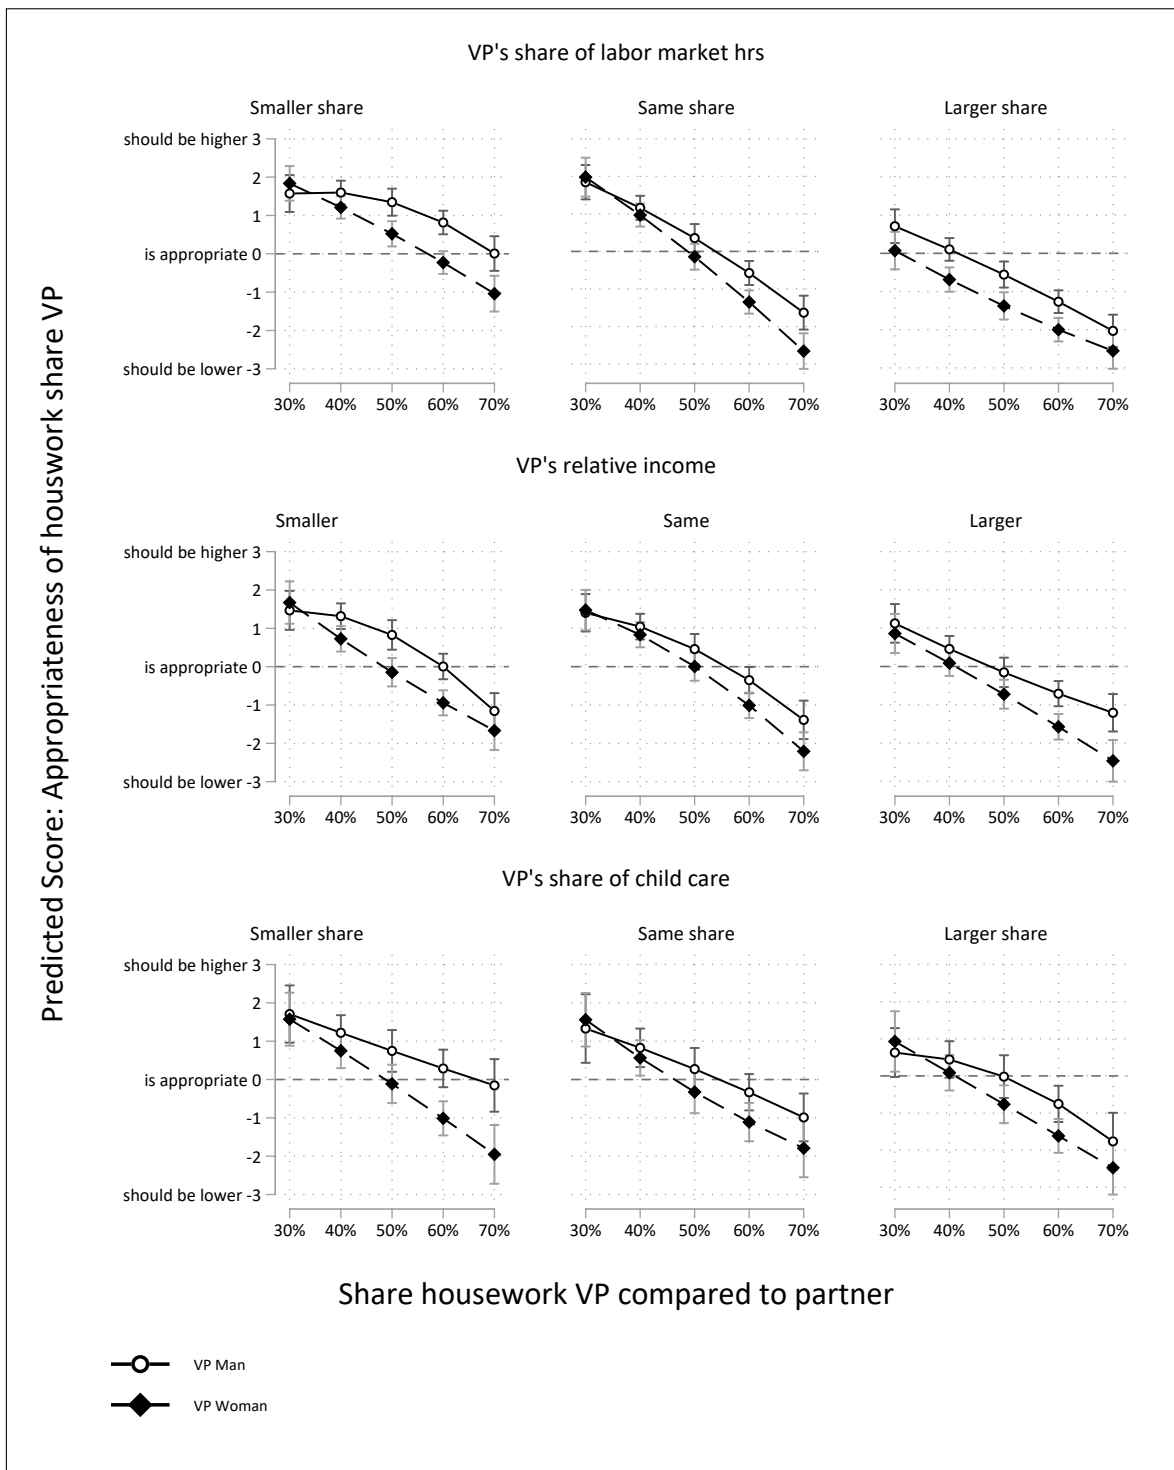 VP's share of labor market hrs
Smaller share Same share Larger share
should be higher 3
2
1
is appropriate 0
-1
-2
should be lower -3
30% 40% 50% 60% 70% 30% 40% 50% 60% 70% 30% 40% 50% 60% 70%
VP's relative income
Smaller Same Larger
should be higher 3
2
1
is appropriate 0
-1
-2
should be lower -3
30% 40% 50% 60% 70% 30% 40% 50% 60% 70% 30% 40% 50% 60% 70%
VP's share of child care
Smaller share Same share Larger share
should be higher 3
2
1
is appropriate 0
-1
-2
should be lower -3
30% 40% 50% 60% 70% 30% 40% 50% 60% 70% 30% 40% 50% 60% 70%
Predicted Score: Appropriateness of houswork share VP
Share housework VP compared to partner
VP Man
VP Woman